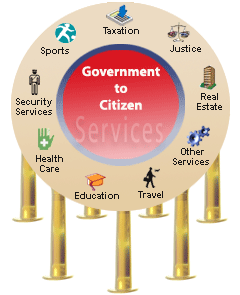 Taxation
Justice
Real
Estate
Other
Services
Travel
Education
Health
Care
Security
Services
Sports
Government
to
Citizen
Services